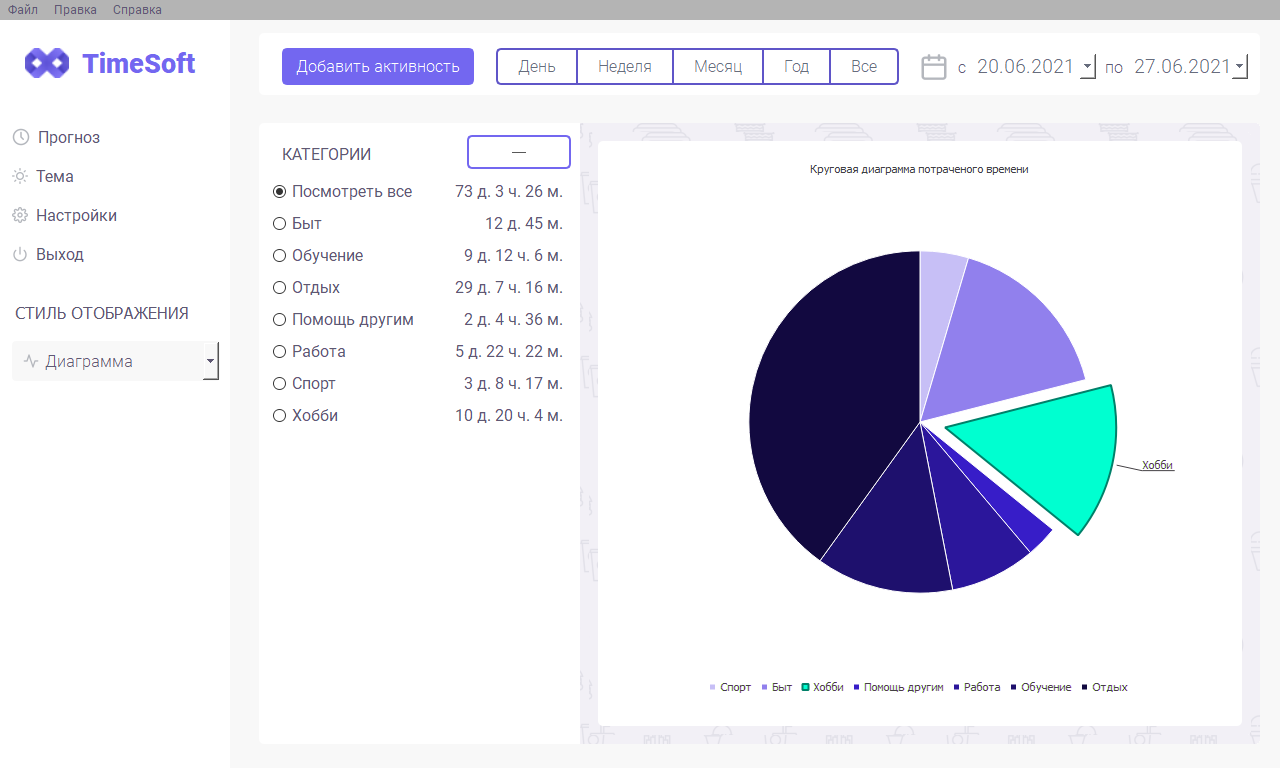 Файл Правка Справка
TimeSoft
Добавить активность День Неделя Месяц Год Все с 20.06.2021 по 27.06.2021
Прогноз
Тема
Настройки
Выход
СТИЛЬ ОТОБРАЖЕНИЯ
Диаграмма
КАТЕГОРИИ —
Посмотреть все 73 д. 3 ч. 26 м.
Быт 12 д. 45 м.
Обучение 9 д. 12 ч. 6 м.
Отдых 29 д. 7 ч. 16 м.
Помощь другим 2 д. 4 ч. 36 м.
Работа 5 д. 22 ч. 22 м.
Спорт 3 д. 8 ч. 17 м.
Хобби 10 д. 20 ч. 4 м.
Круговая диаграмма потраченого времени
Хобби
Спорт Быт Хобби Помощь другим Работа Обучение Отдых